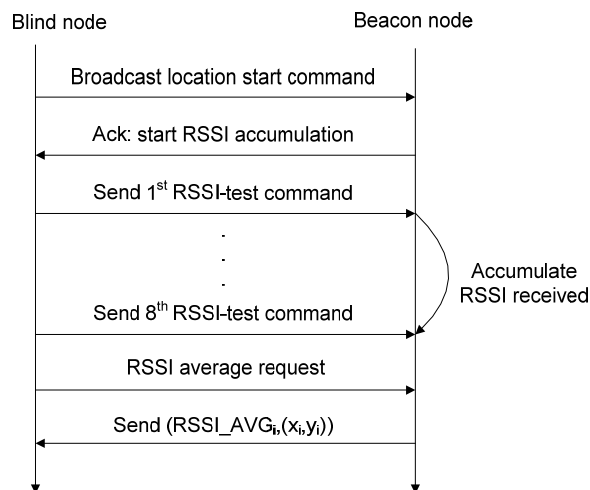 Blind node
Beacon node
Broadcast location start command
Ack: start RSSI accumulation
Send 1st RSSI-test command
.
.
.
Accumulate
RSSI received
Send 8th RSSI-test command
RSSI average request
Send (RSSI_AVGi,(xi,yi))